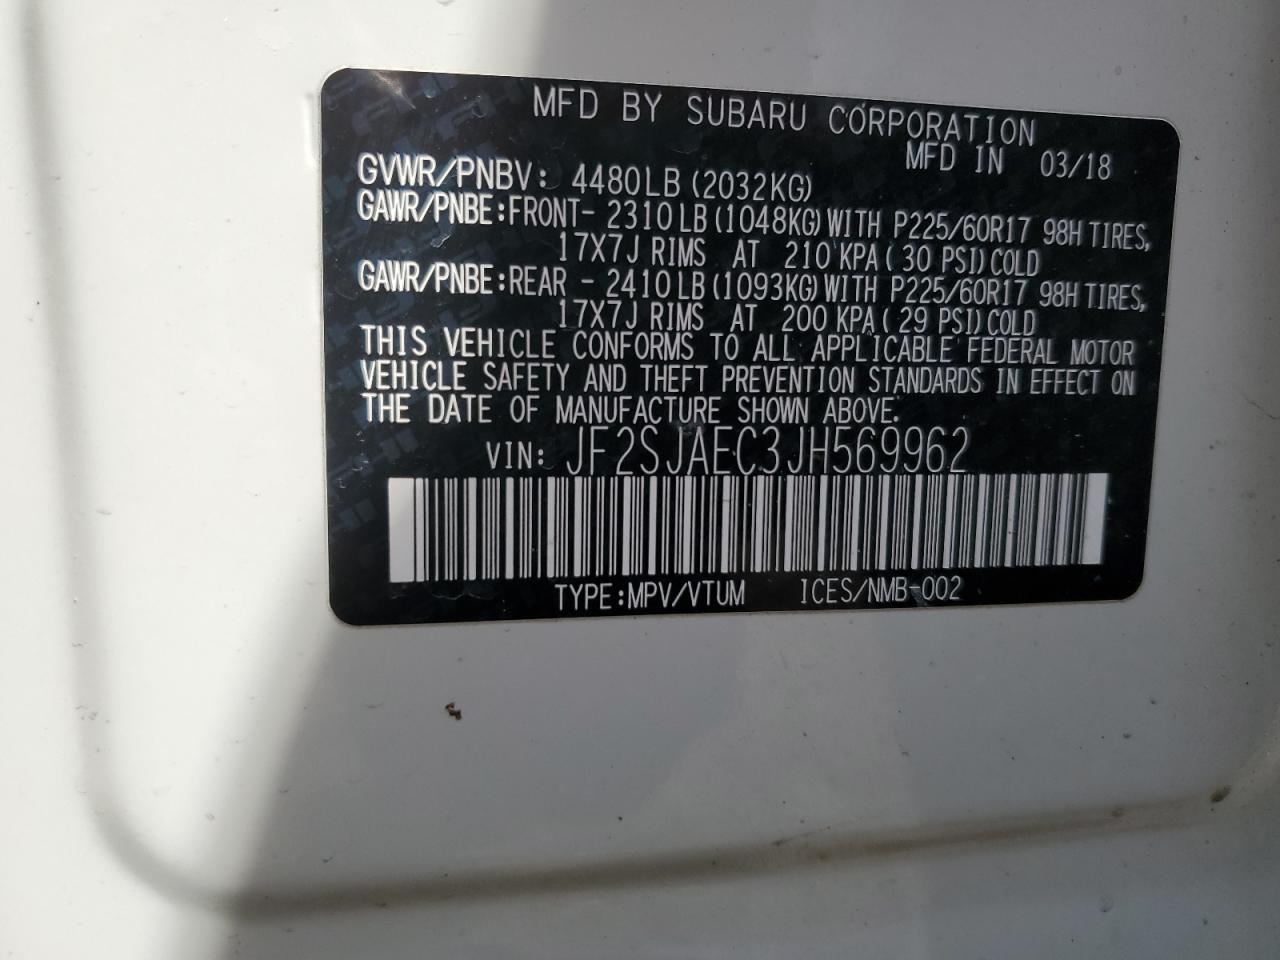 MFD BY SUBARU CORPORATION
MFD IN 03/18
GVWR/PNBV: 4480LB (2032KG)
GAWR/PNBE:FRONT- 2310LB (1048KG) WITH P225/60R17 98H TIRES,
17X7J RIMS AT 210 KPA ( 30 PSI) COLD
GAWR/PNBE:REAR - 2410LB (1093KG) WITH P225/60R17 98H TIRES,
17X7J RIMS AT 200 KPA ( 29 PSI) COLD
THIS VEHICLE CONFORMS TO ALL APPLICABLE FEDERAL MOTOR
VEHICLE SAFETY AND THEFT PREVENTION STANDARDS IN EFFECT ON
THE DATE OF MANUFACTURE SHOWN ABOVE.
VIN: JF2SJAEC3JH569962
TYPE:MPV/VTUM ICES/NMB-002